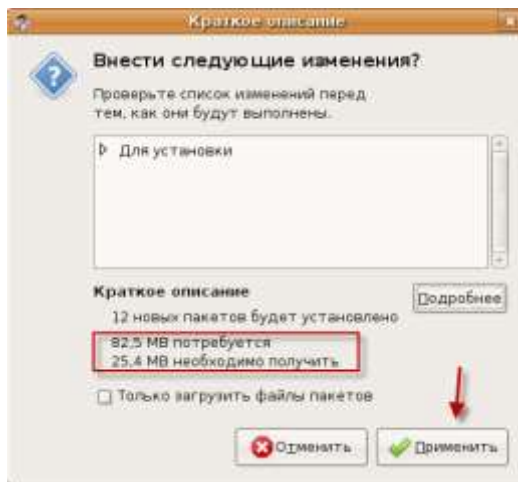 Краткое описание
Внести следующие изменения?
Проверьте список изменений перед
тем, как они будут выполнены.
Для установки
Краткое описание
Подробнее
12 новых пакетов будет установлено
82,5 MB потребуется
25,4 MB необходимо получить
Только загрузить файлы пакетов
Отменить
Применить